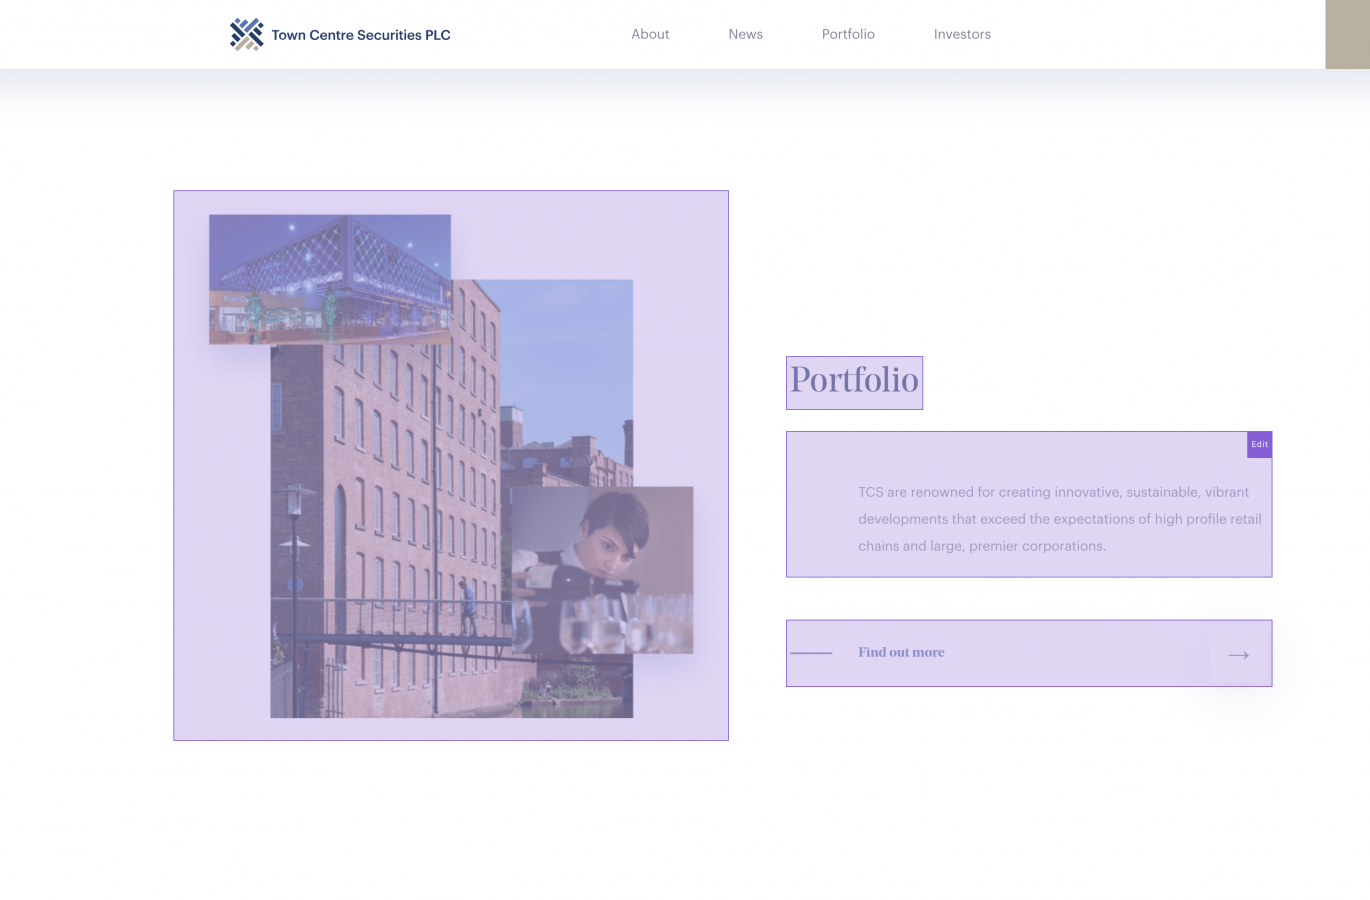 Town Centre Securities PLC
About
News
Portfolio
Investors
Portfolio
Edit
TCS are renowned for creating innovative, sustainable, vibrant
developments that exceed the expectations of high profile retail
chains and large, premier corporations.
Find out more